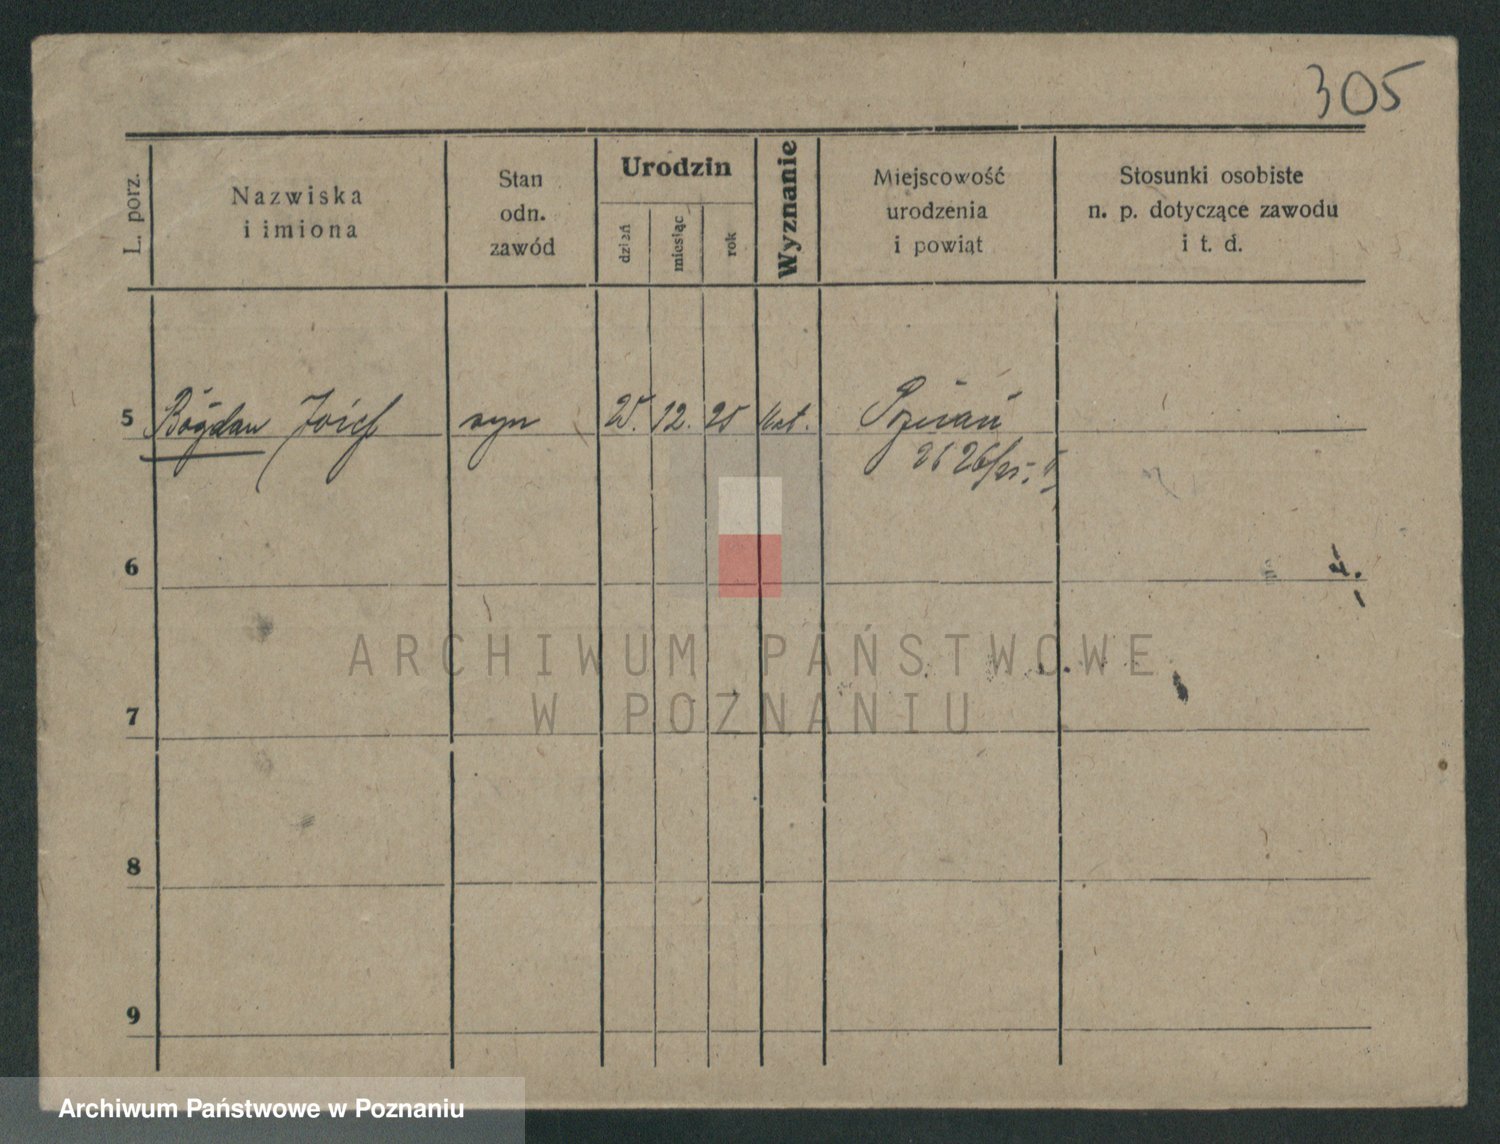 305
L. porz.
Nazwiska
i imiona
Stan
odn.
zawód
Urodzin
dzień
miesiąc
rok
Wyznanie
Miejscowość
urodzenia
i powiąt
Stosunki osobiste
n. p. dotyczące zawodu
i t. d.
5 Bogdan Józef syn 25. 12. 25 kat. Poznań
6
7
8
9
ARCHIWUM PAŃSTWOWE
W POZNANIU
Archiwum Państwowe w Poznaniu